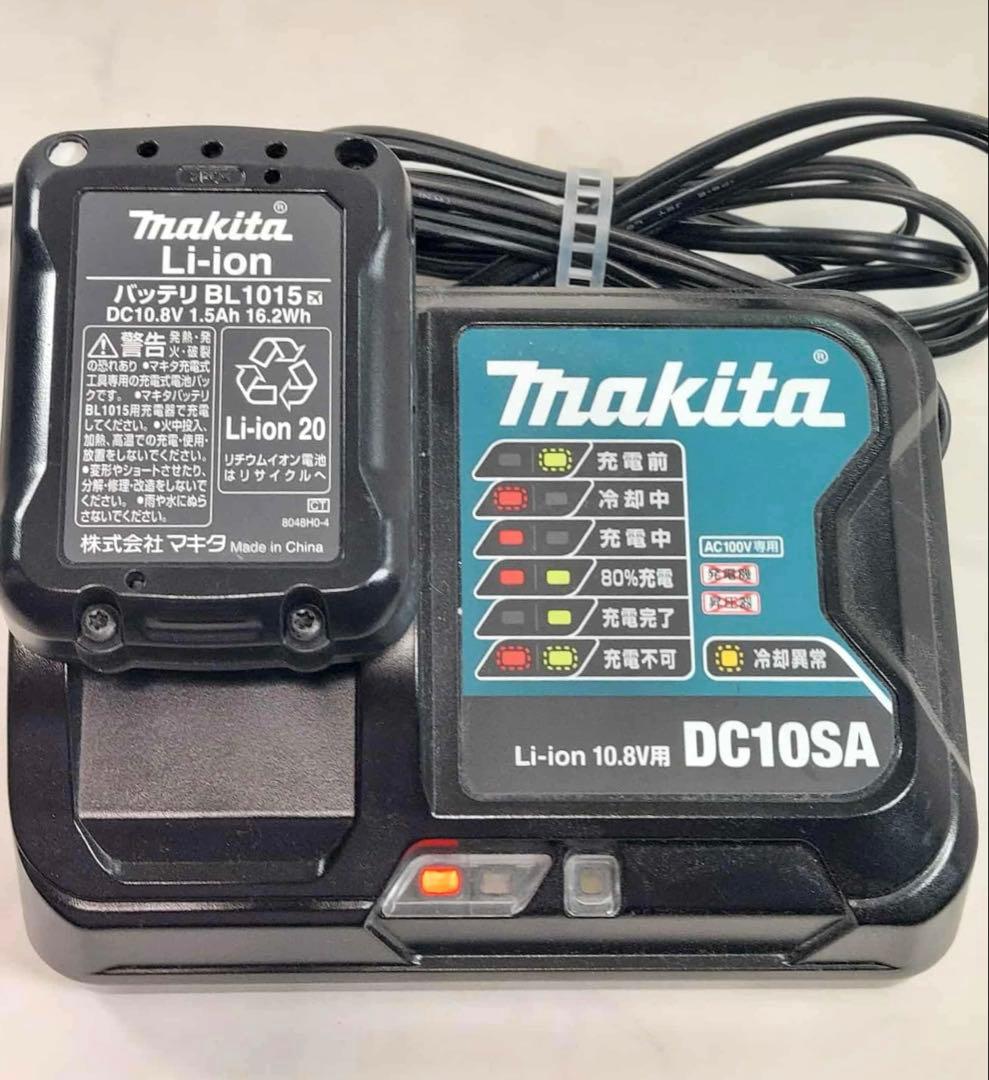 makita®
Li-ion
バッテリ BL1015
DC10.8V 1.5Ah 16.2Wh
警告 発熱・発
火・破裂
の恐れあり ●マキタ充電式
工具専用の充電式電池パッ
クです。 ●マキタバッテリ
BL1015用充電器で充電
してください。●火中投入、
加熱、高温での充電・使用・
放置をしないでください。
●変形やショートさせたり、
分解・修理・改造をしないで
ください。 ●雨や水にぬら
さないでください。
Li-ion 20
リチウムイオン電池
はリサイクルへ
CT
8048H0-4
株式会社 マキタ Made in China
makita®
充電前
冷却中
充電中
80%充電
充電完了
充電不可
AC100V専用
発電機
昇圧器
冷却異常
Li-ion 10.8V用 DC10SA